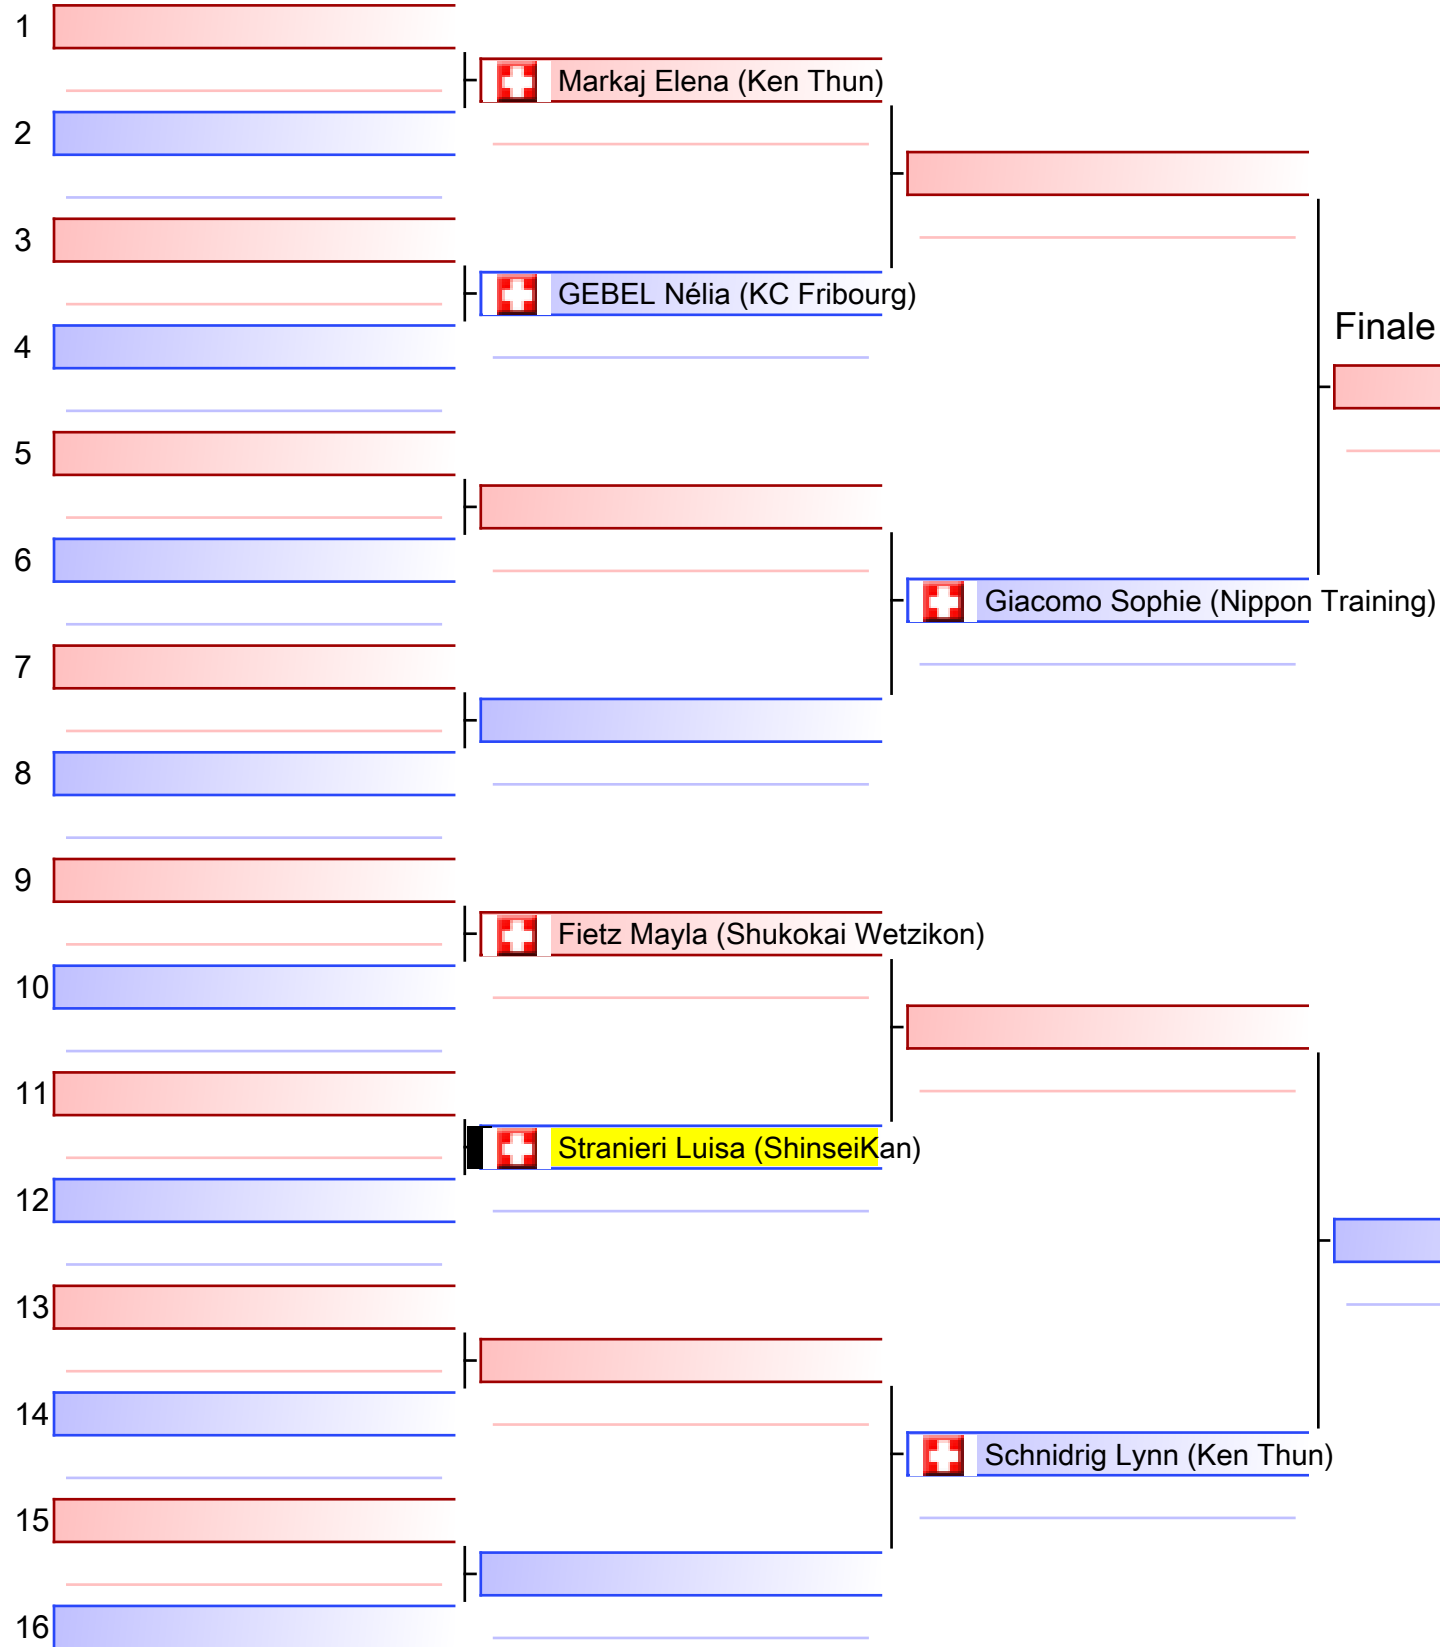 1
Markaj Elena (Ken Thun)
2
3
GEBEL Nélia (KC Fribourg)
4
Finale
5
6
Giacomo Sophie (Nippon Training)
7
8
9
Fietz Mayla (Shukokai Wetzikon)
10
11
Stranieri Luisa (ShinseiKan)
12
13
14
Schnidrig Lynn (Ken Thun)
15
16